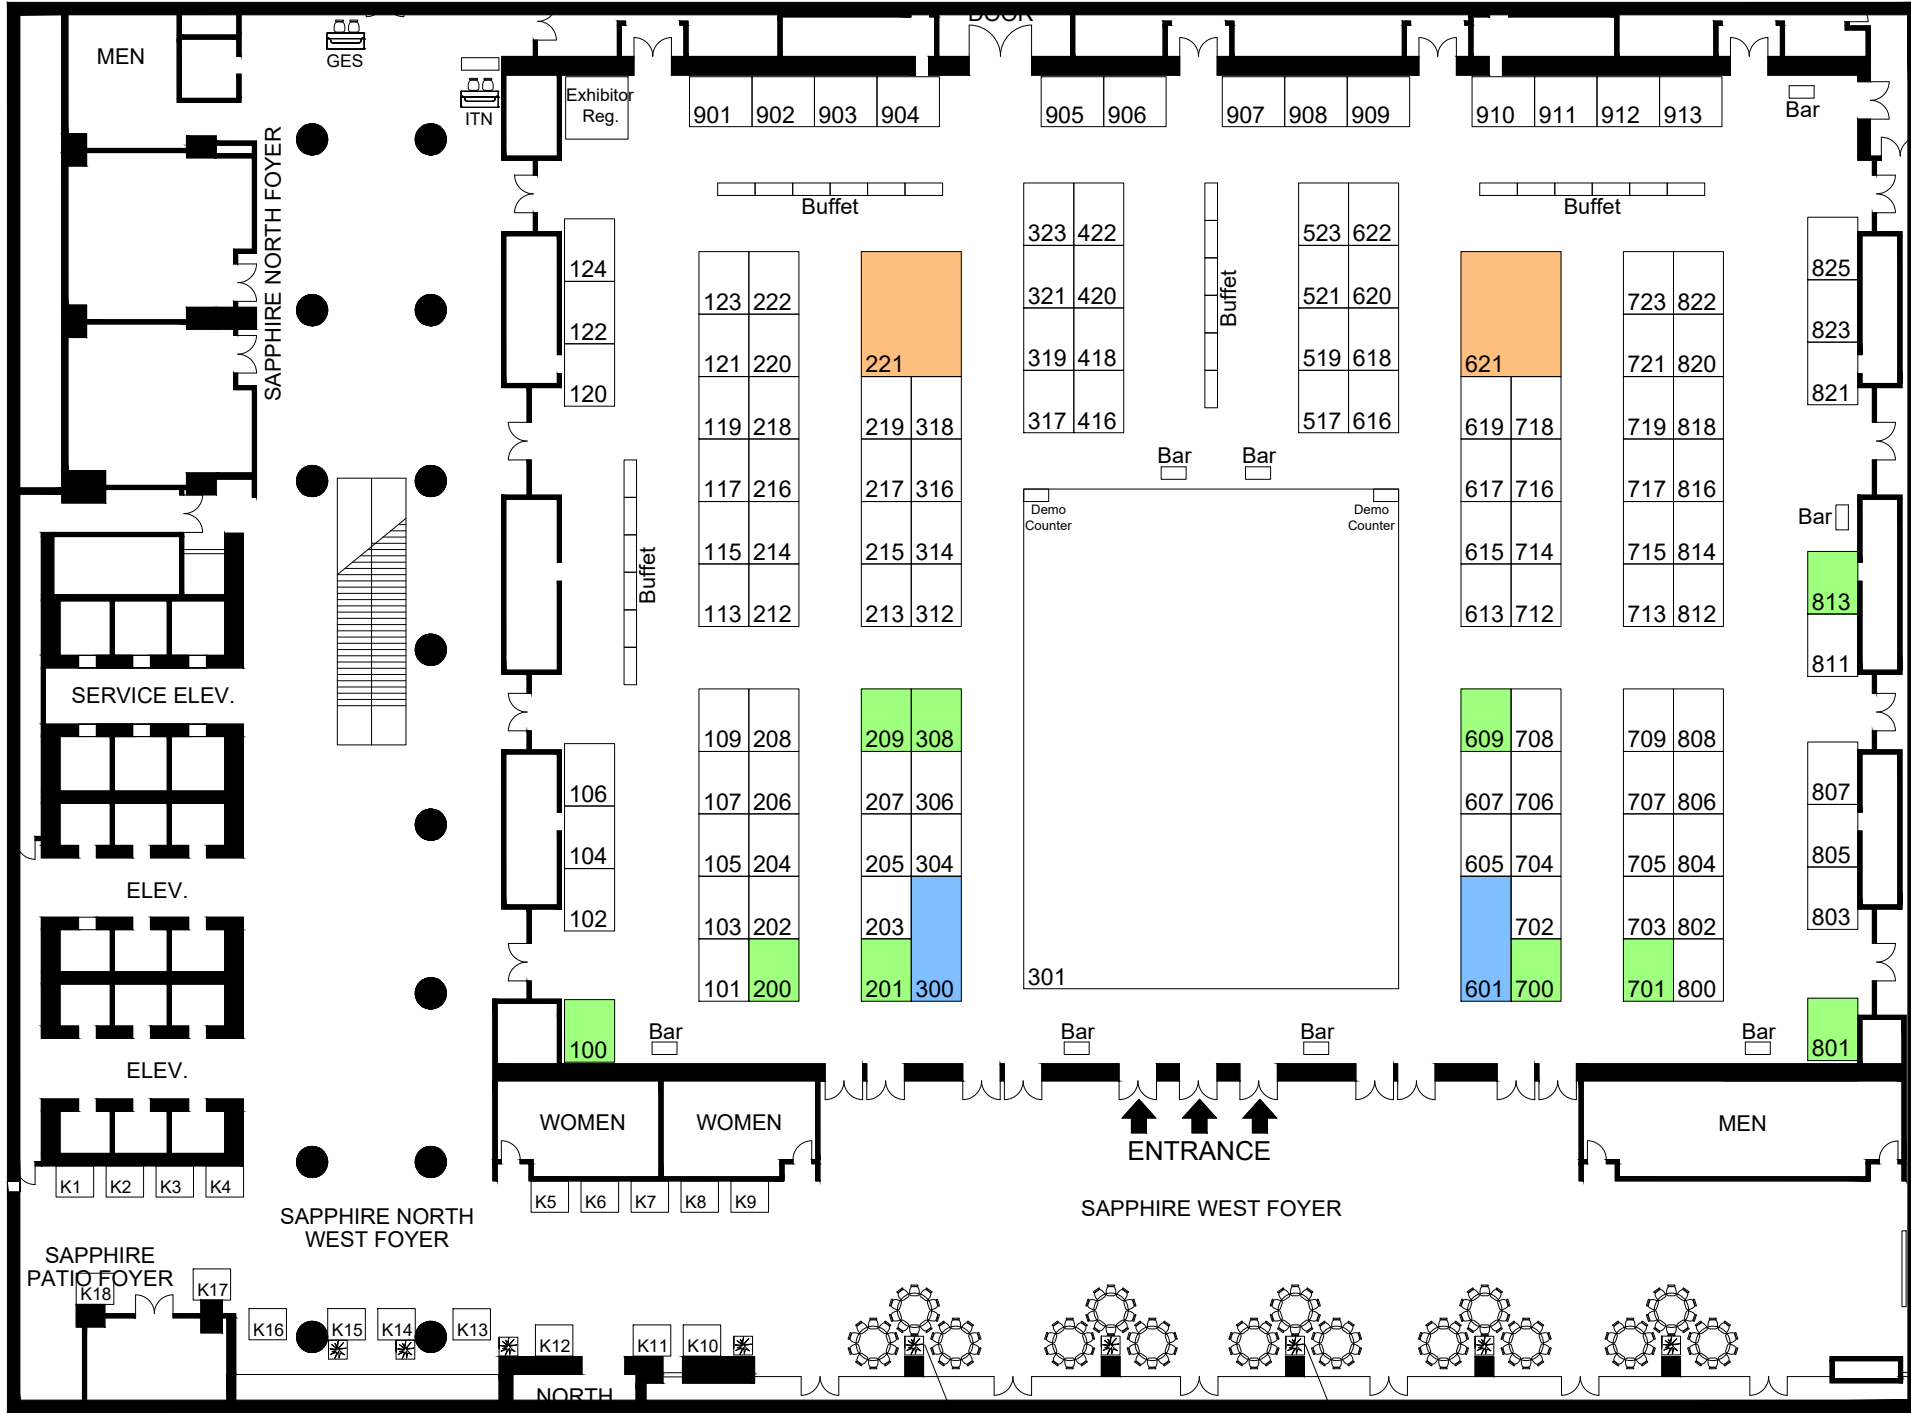 DOOR
MEN
GES
ITN
Exhibitor
Reg.
901 902 903 904
905 906
907 908 909
910 911 912 913
Bar
SAPPHIRE NORTH FOYER
Buffet
Buffet
Buffet
124
122
120
123 222
121 220
119 218
117 216
115 214
113 212
221
219 318
217 316
215 314
213 312
323 422
321 420
319 418
317 416
523 622
521 620
519 618
517 616
621
619 718
617 716
615 714
613 712
723 822
721 820
719 818
717 816
715 814
713 812
825
823
821
Bar
Bar
Bar
Demo
Counter
Demo
Counter
Buffet
813
811
SERVICE ELEV.
109 208
107 206
105 204
103 202
101 200
209 308
207 306
205 304
203
201 300
301
609 708
607 706
605 704
702
601 700
709 808
707 806
705 804
703 802
701 800
807
805
803
801
106
104
102
100
ELEV.
ELEV.
Bar
Bar
Bar
Bar
WOMEN
WOMEN
ENTRANCE
MEN
K1 K2 K3 K4
K5 K6 K7 K8 K9
SAPPHIRE NORTH
WEST FOYER
SAPPHIRE WEST FOYER
SAPPHIRE
PATIO FOYER
K18
K17
K16 K15 K14 K13
K12 K11 K10
NORTH